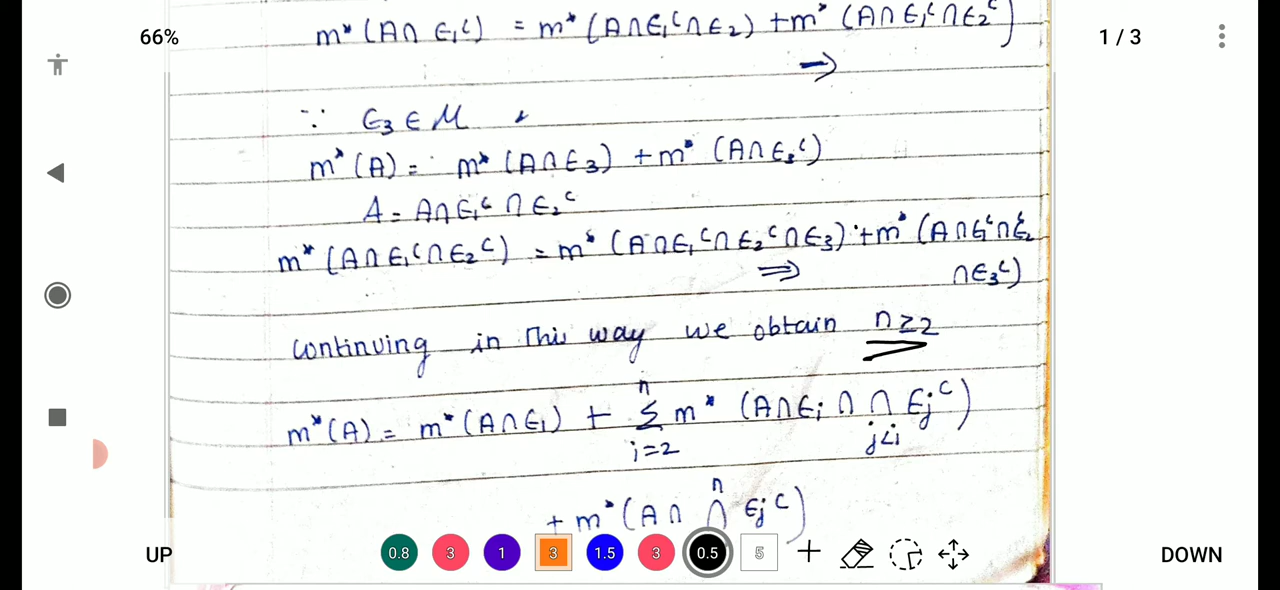 m*(A∩E₁ᶜ) = m*(A∩E₁ᶜ∩E₂) + m*(A∩E₁ᶜ∩E₂ᶜ)
66%
1 / 3
⇒
∵ E₃ ∈ M
m*(A) = m*(A∩E₃) + m*(A∩E₃ᶜ)
A = A∩E₁ᶜ∩E₂ᶜ
m*(A∩E₁ᶜ∩E₂ᶜ) = m*(A∩E₁ᶜ∩E₂ᶜ∩E₃) + m*(A∩E₁ᶜ∩E₂ᶜ
⇒ ∩E₃ᶜ)
continuing in This way we obtain n≥2
m*(A) = m*(A∩E₁) + Σⁿᵢ₌₂ m*(A∩Eᵢ ∩ ∩ Eⱼᶜ)
j<i
+ m*(A∩ ∩ⁿ Eⱼᶜ)
UP
0.8 3 1 3 1.5 3 0.5 5
DOWN